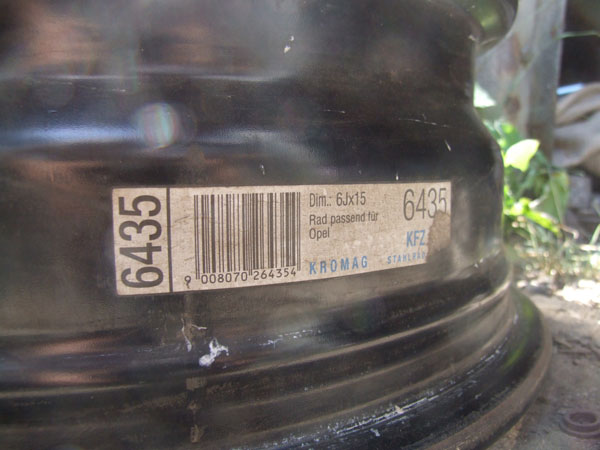 6435
9 008070 264354
Dim.: 6Jx15
Rad passend für
Opel
6435
KFZ
KROMAG